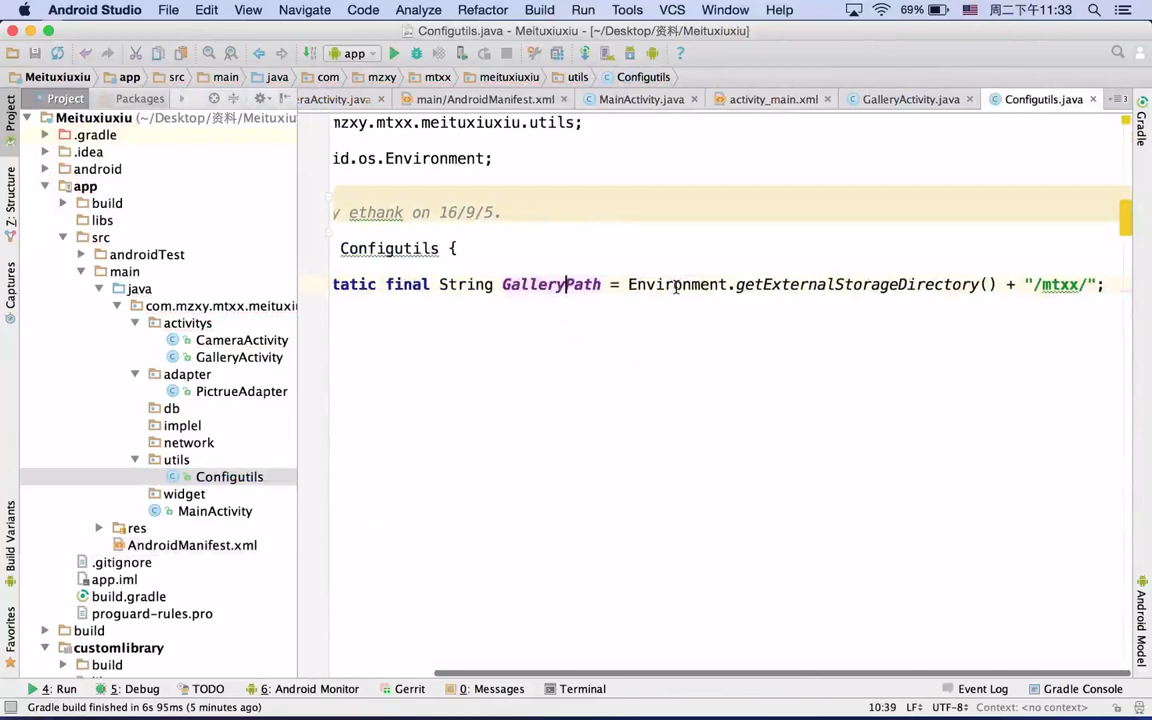 Android Studio File Edit View Navigate Code Analyze Refactor Build Run Tools VCS Window Help 69% 周二下午11:33
Configutils.java - Meituxiuxiu - [~/Desktop/资料/Meituxiuxiu]
app
Meituxiuxiu app src main java com mzxy mtxx meituxiuxiu utils Configutils
Project Packages eraActivity.java main/AndroidManifest.xml MainActivity.java activity_main.xml GalleryActivity.java Configutils.java 3
Meituxiuxiu (~/Desktop/资料/Meituxiu
.gradle
.idea
android
app
build
libs
src
androidTest
main
java
com.mzxy.mtxx.meituxiu
activitys
CameraActivity
GalleryActivity
adapter
PictrueAdapter
db
implel
network
utils
Configutils
widget
MainActivity
res
AndroidManifest.xml
.gitignore
app.iml
build.gradle
proguard-rules.pro
build
customlibrary
build
1: Project
Z: Structure
Captures
Build Variants
Favorites
mzxy.mtxx.meituxiuxiu.utils;
id.os.Environment;
y ethank on 16/9/5.
Configutils {
tatic final String GalleryPath = Environment.getExternalStorageDirectory() + "/mtxx/";
Gradle
Android Model
4: Run 5: Debug TODO 6: Android Monitor Gerrit 0: Messages Terminal Event Log Gradle Console
Gradle build finished in 6s 95ms (5 minutes ago) 10:39 LF÷ UTF-8÷ Context: <no context>